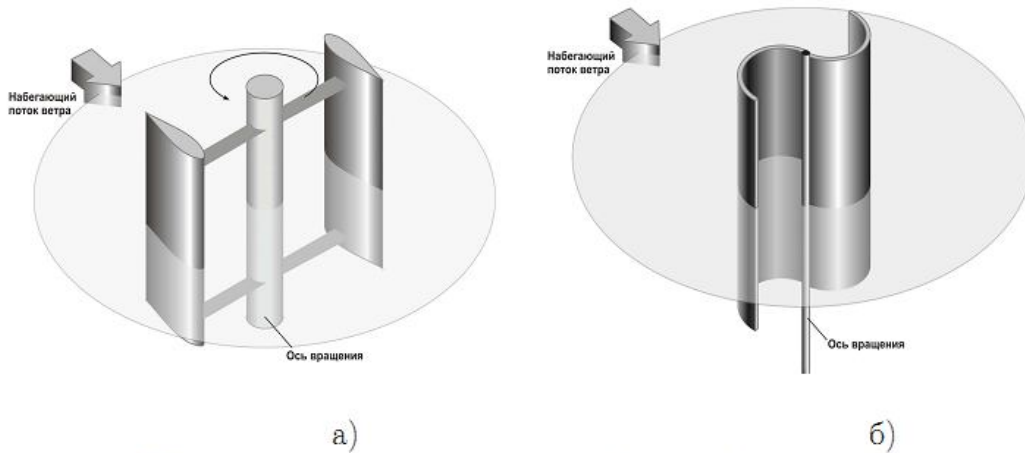 Набегающий
поток ветра
Ось вращения
а)
Набегающий
поток ветра
Ось вращения
б)